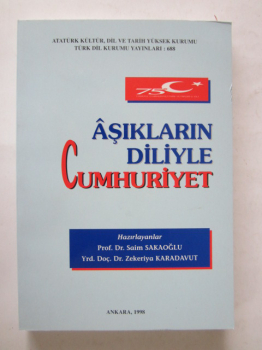 ATATÜRK KÜLTÜR, DİL VE TARİH YÜKSEK KURUMU
TÜRK DİL KURUMU YAYINLARI : 688
75
ÂŞIKLARIN
DİLİYLE
CUMHURİYET
Hazırlayanlar
Prof. Dr. Saim SAKAOĞLU
Yrd. Doç. Dr. Zekeriya KARADAVUT
ANKARA, 1998